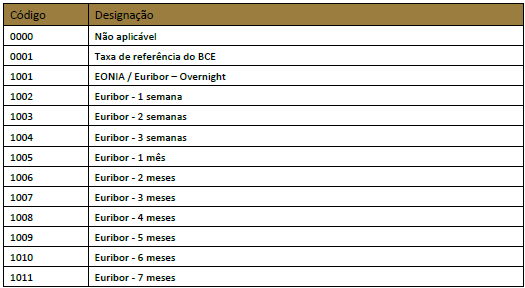 Código Designação
0000 Não aplicável
0001 Taxa de referência do BCE
1001 EONIA / Euribor – Overnight
1002 Euribor - 1 semana
1003 Euribor - 2 semanas
1004 Euribor - 3 semanas
1005 Euribor - 1 mês
1006 Euribor - 2 meses
1007 Euribor - 3 meses
1008 Euribor - 4 meses
1009 Euribor - 5 meses
1010 Euribor - 6 meses
1011 Euribor - 7 meses